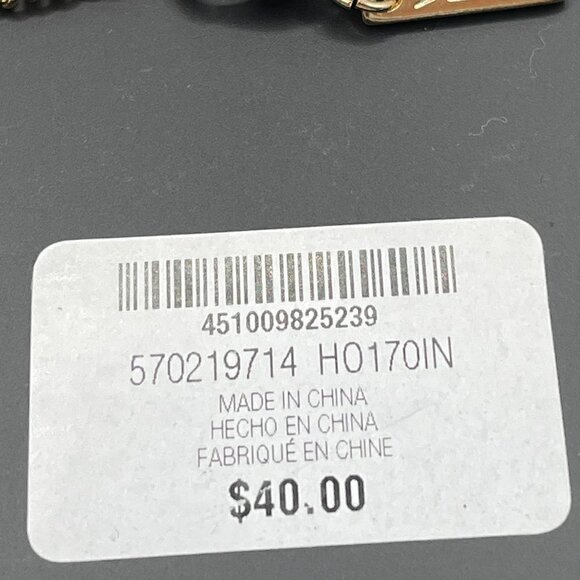 451009825239
570219714 HO170IN
MADE IN CHINA
HECHO EN CHINA
FABRIQUÉ EN CHINE
$40.00